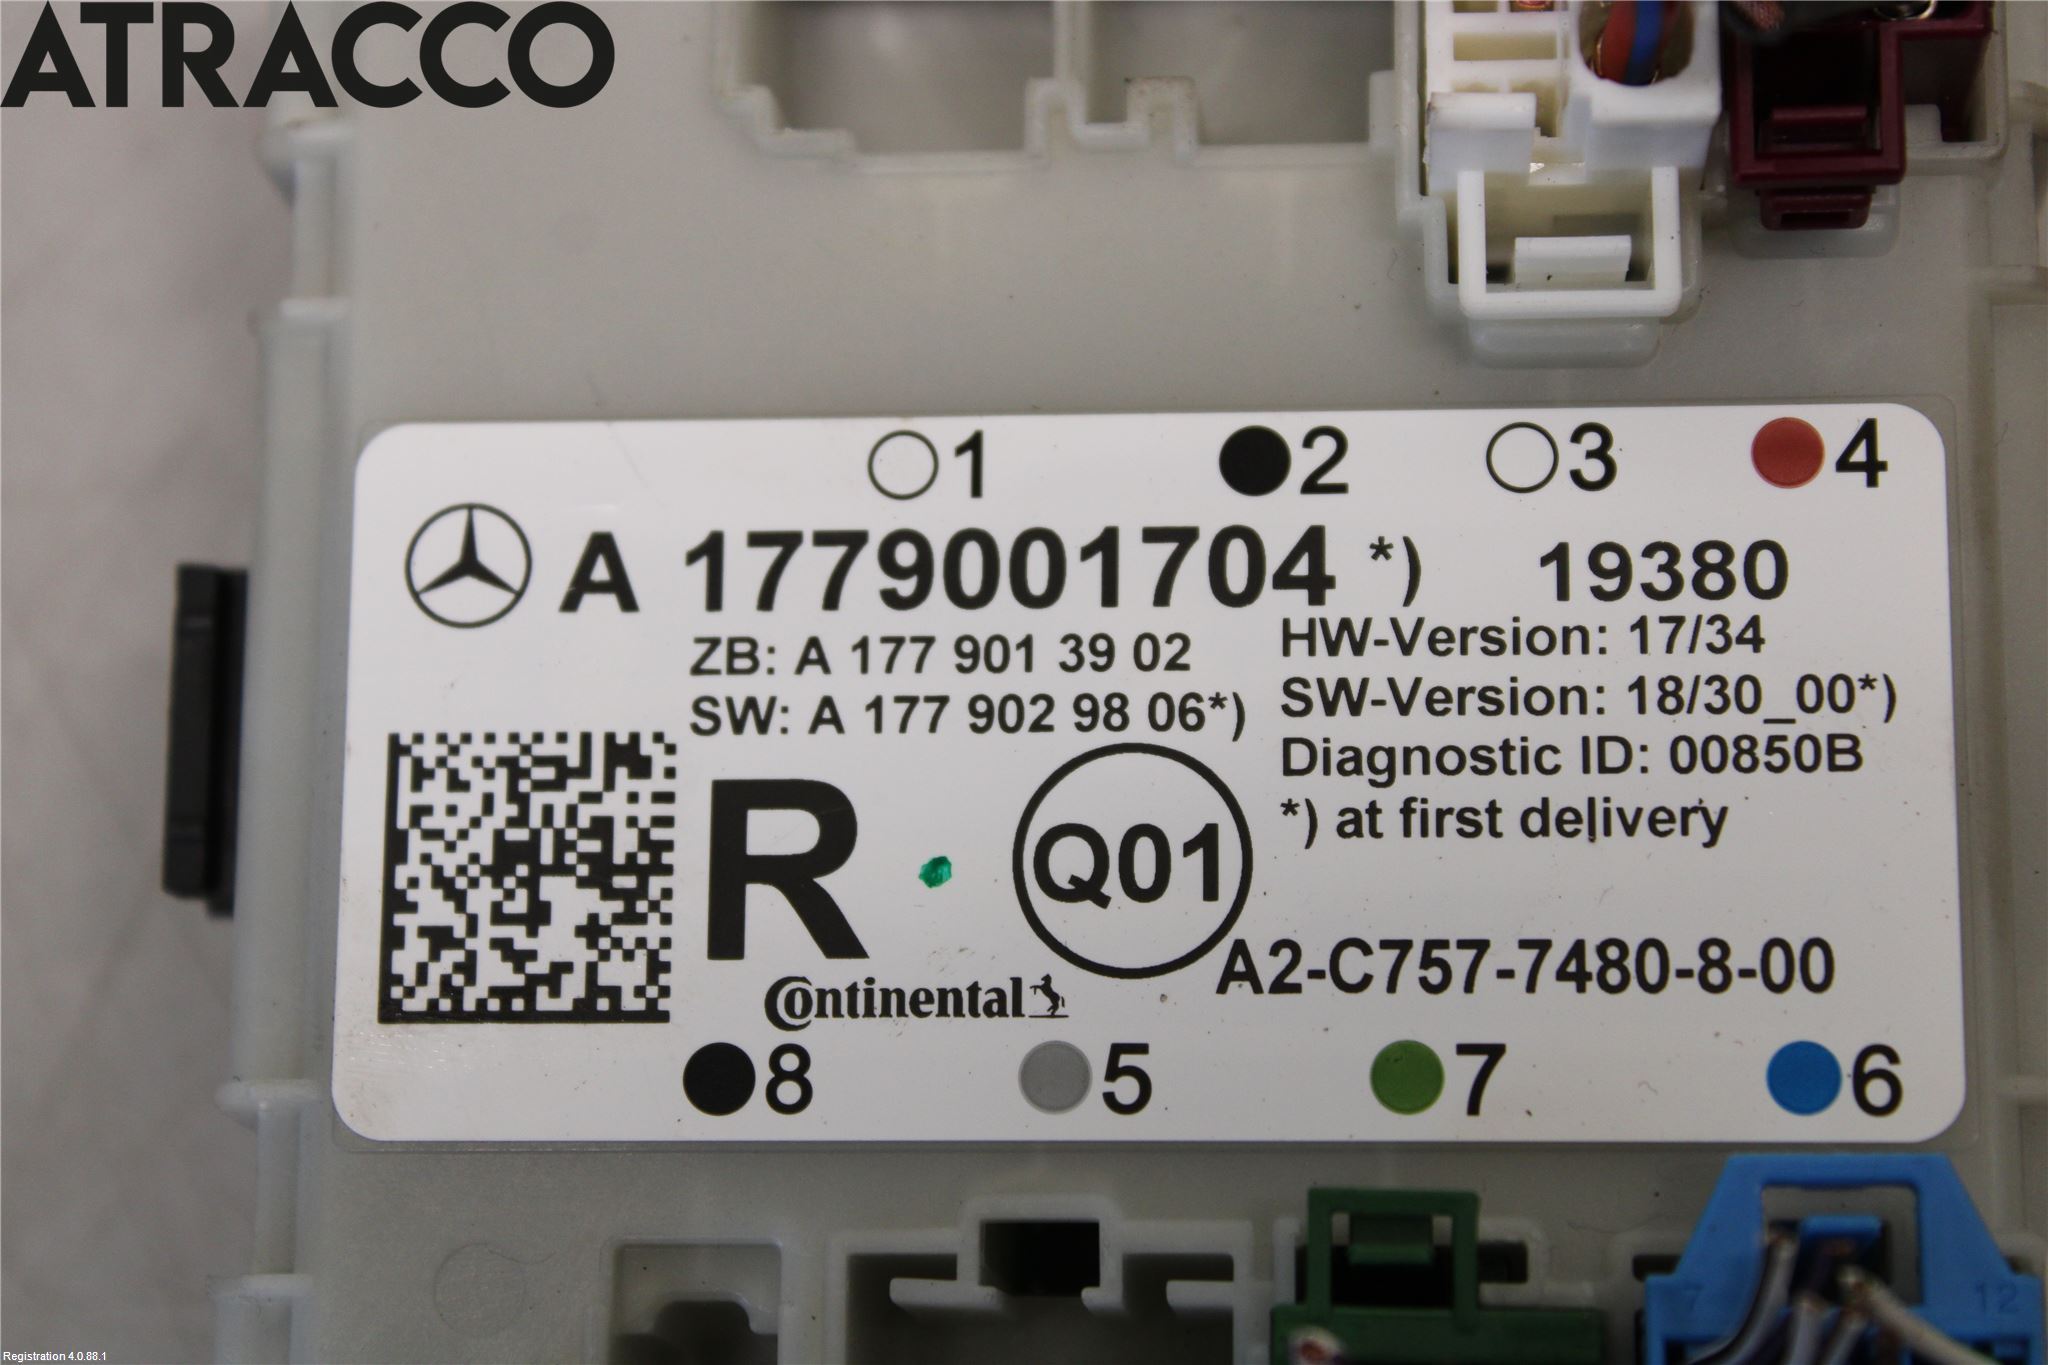 ATRACCO
1 2 3 4
A 1779001704 *) 19380
ZB: A 177 901 39 02
HW-Version: 17/34
SW: A 177 902 98 06*)
SW-Version: 18/30_00*)
Diagnostic ID: 00850B
*) at first delivery
R Q01
A2-C757-7480-8-00
Continental
8 5 7 6
7 12
Registration 4.0.88.1